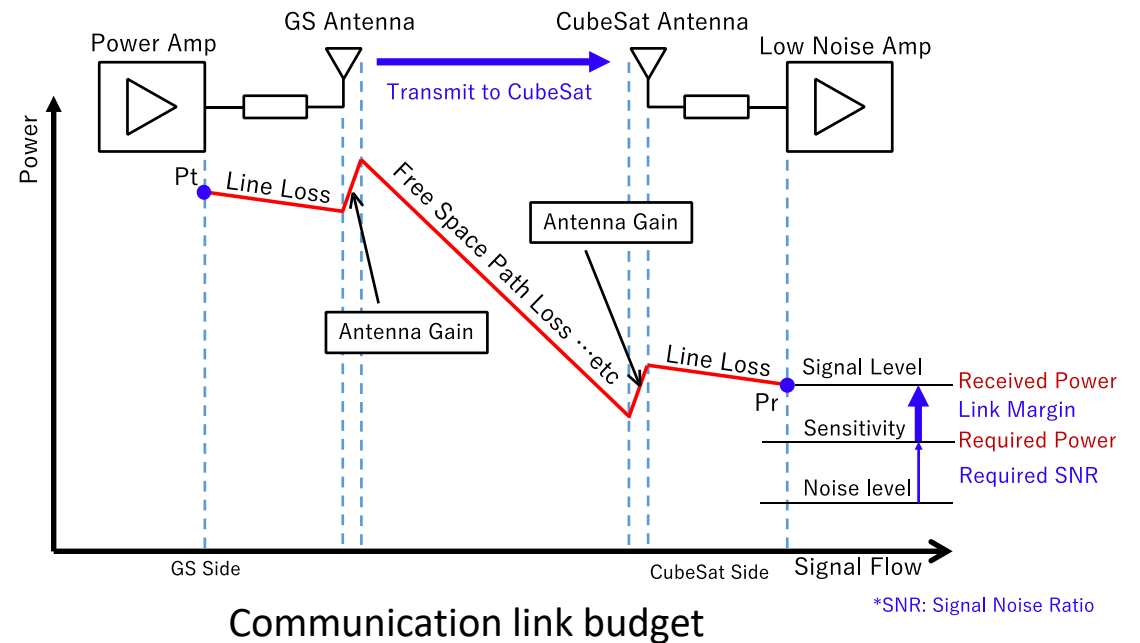 GS Antenna
CubeSat Antenna
Power Amp
Low Noise Amp
Transmit to CubeSat
Power
Pt
Line Loss
Free Space Path Loss …etc
Antenna Gain
Antenna Gain
Line Loss
Signal Level
Received Power
Pr
Link Margin
Sensitivity
Required Power
Required SNR
Noise level
GS Side
CubeSat Side
Signal Flow
*SNR: Signal Noise Ratio
Communication link budget